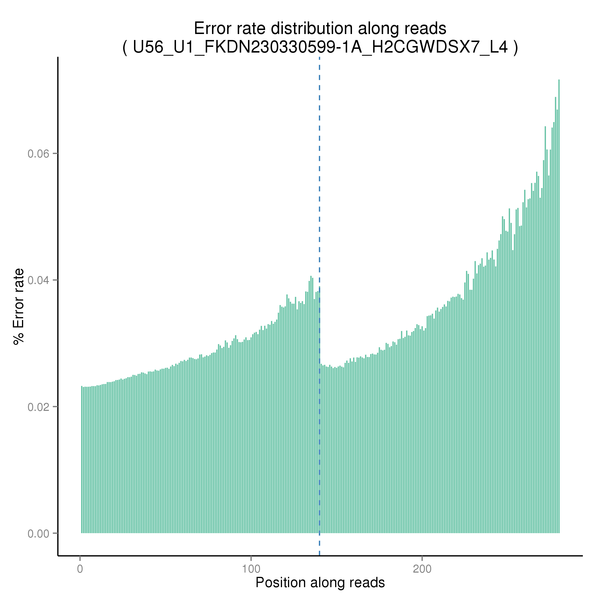 Error rate distribution along reads
( U56_U1_FKDN230330599-1A_H2CGWDSX7_L4 )
0.06
0.04
0.02
0.00
% Error rate
0
100
200
Position along reads